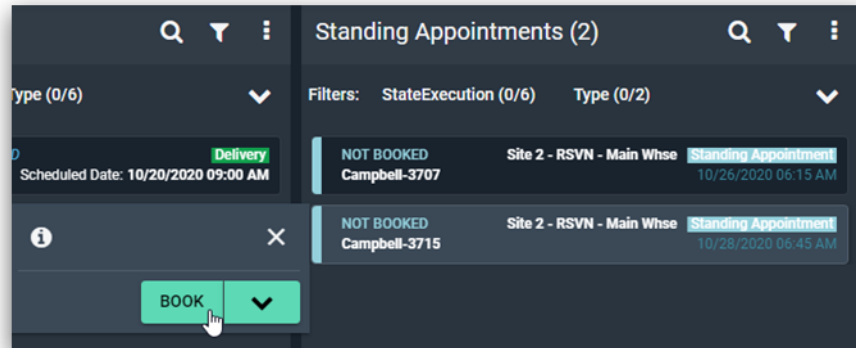 Standing Appointments (2)
Type (0/6)
Filters: StateExecution (0/6) Type (0/2)
Delivery
Scheduled Date: 10/20/2020 09:00 AM
NOT BOOKED Site 2 - RSVN - Main Whse Standing Appointment
Campbell-3707 10/26/2020 06:15 AM
NOT BOOKED Site 2 - RSVN - Main Whse Standing Appointment
Campbell-3715 10/28/2020 06:45 AM
BOOK